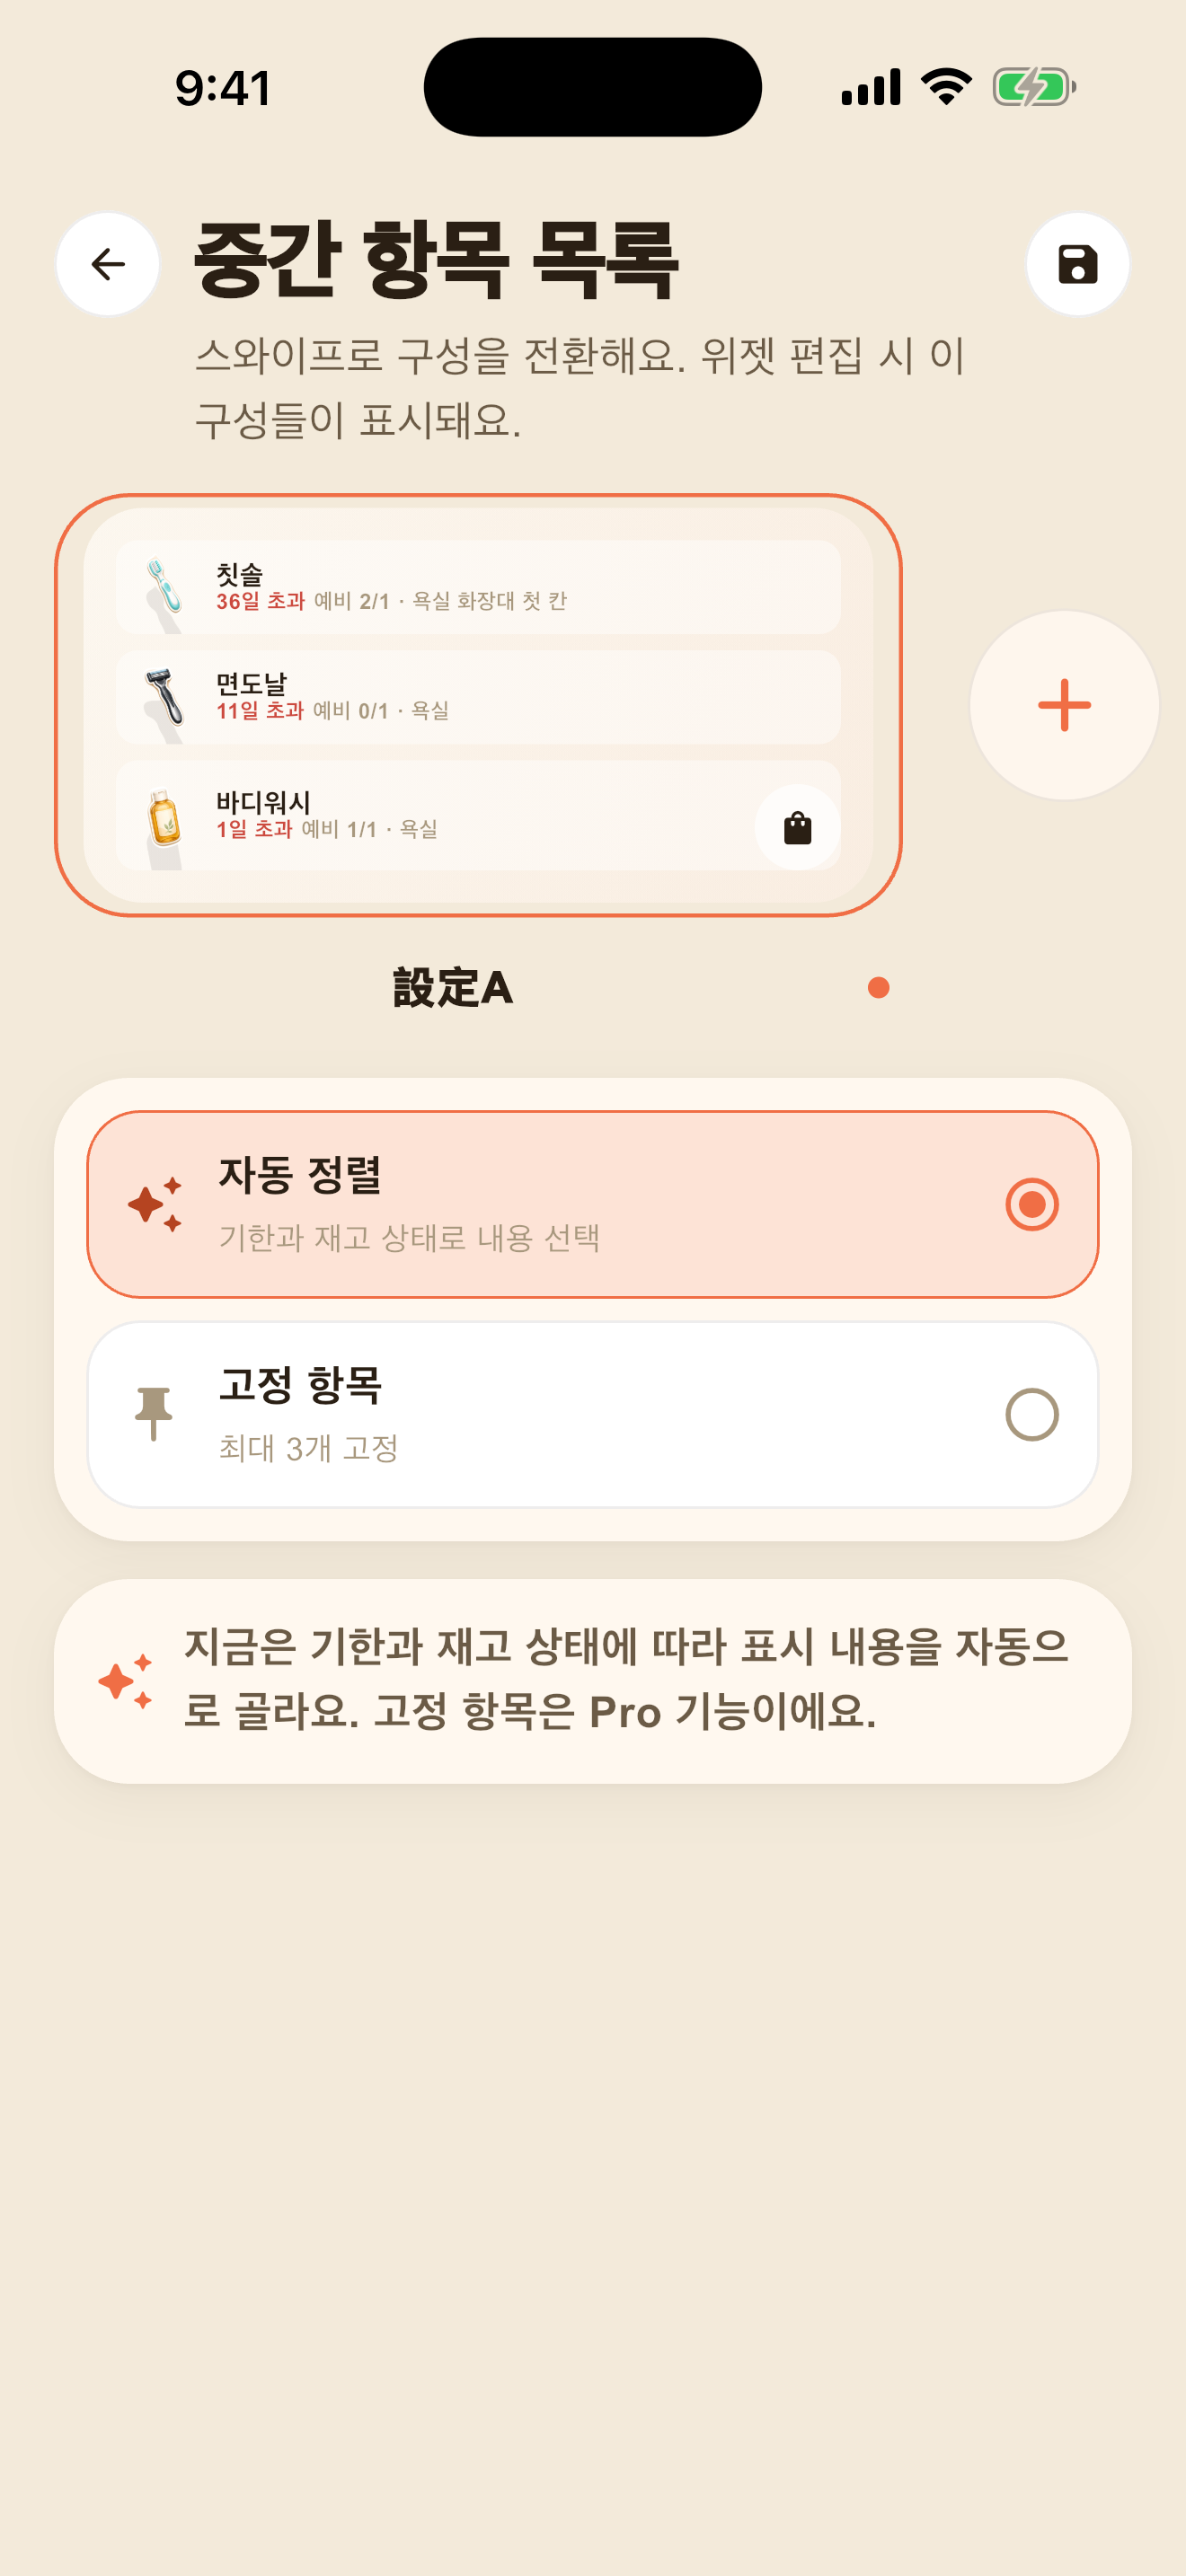 9:41
중간 항목 목록
스와이프로 구성을 전환해요. 위젯 편집 시 이
구성들이 표시돼요.
칫솔
36일 초과 예비 2/1 · 욕실 화장대 첫 칸
면도날
11일 초과 예비 0/1 · 욕실
바디워시
1일 초과 예비 1/1 · 욕실
設定A
자동 정렬
기한과 재고 상태로 내용 선택
고정 항목
최대 3개 고정
지금은 기한과 재고 상태에 따라 표시 내용을 자동으
로 골라요. 고정 항목은 Pro 기능이에요.